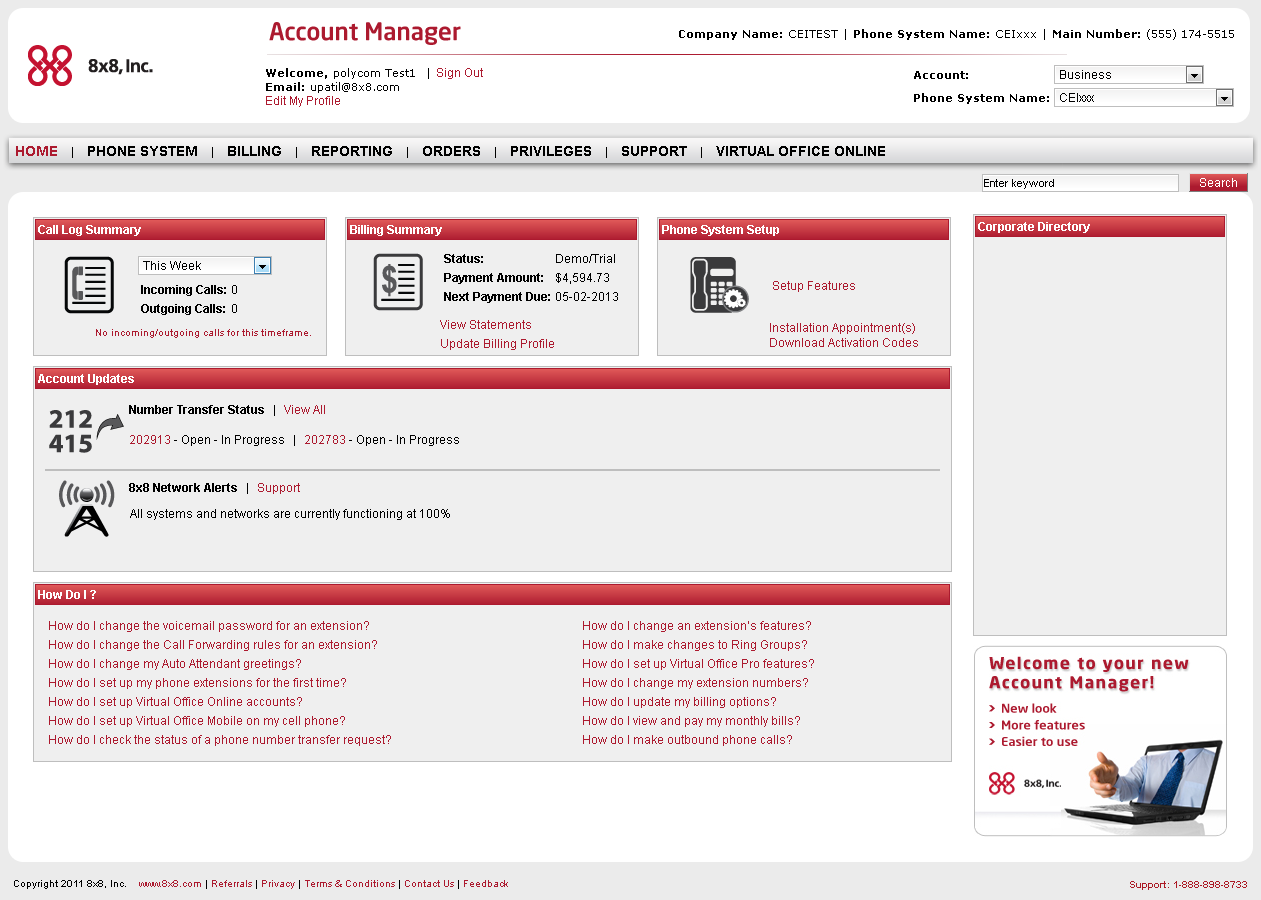 Account Manager
Company Name: CEITEST | Phone System Name: CEIxxx | Main Number: (555) 174-5515
8x8, Inc.
Welcome, polycom Test1 | Sign Out
Email: upatil@8x8.com
Edit My Profile
Account: Business
Phone System Name: CEIxxx
HOME | PHONE SYSTEM | BILLING | REPORTING | ORDERS | PRIVILEGES | SUPPORT | VIRTUAL OFFICE ONLINE
Enter keyword Search
Call Log Summary
This Week
Incoming Calls: 0
Outgoing Calls: 0
No incoming/outgoing calls for this timeframe.
Billing Summary
Status: Demo/Trial
Payment Amount: $4,594.73
Next Payment Due: 05-02-2013
View Statements
Update Billing Profile
Phone System Setup
Setup Features
Installation Appointment(s)
Download Activation Codes
Corporate Directory
Account Updates
212
415
Number Transfer Status | View All
202913 - Open - In Progress | 202783 - Open - In Progress
8x8 Network Alerts | Support
All systems and networks are currently functioning at 100%
How Do I ?
How do I change the voicemail password for an extension?
How do I change the Call Forwarding rules for an extension?
How do I change my Auto Attendant greetings?
How do I set up my phone extensions for the first time?
How do I set up Virtual Office Online accounts?
How do I set up Virtual Office Mobile on my cell phone?
How do I check the status of a phone number transfer request?
How do I change an extension's features?
How do I make changes to Ring Groups?
How do I set up Virtual Office Pro features?
How do I change my extension numbers?
How do I update my billing options?
How do I view and pay my monthly bills?
How do I make outbound phone calls?
Welcome to your new
Account Manager!
> New look
> More features
> Easier to use
8x8, Inc.
Copyright 2011 8x8, Inc. www.8x8.com | Referrals | Privacy | Terms & Conditions | Contact Us | Feedback
Support: 1-888-898-8733